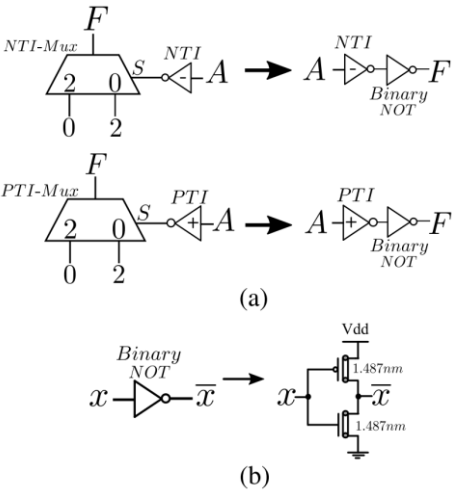 F
NTI-Mux S NTI
2 0 - A A - F
NTI
Binary
NOT
0 2
F
PTI-Mux S PTI
2 0 + A A + F
PTI
Binary
NOT
0 2
(a)
Binary
NOT
x x̅
Vdd
1.487nm
x x̅
1.487nm
(b)